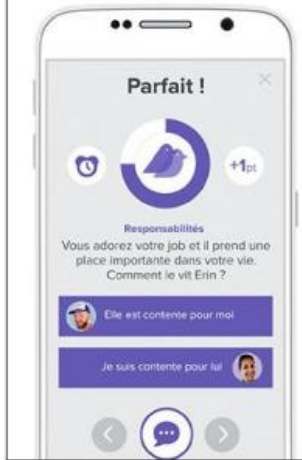 Parfait !
+1pt
Responsabilités
Vous adorez votre job et il prend une
place importante dans votre vie.
Comment le vit Erin ?
Elle est contente pour moi
Je suis contente pour lui